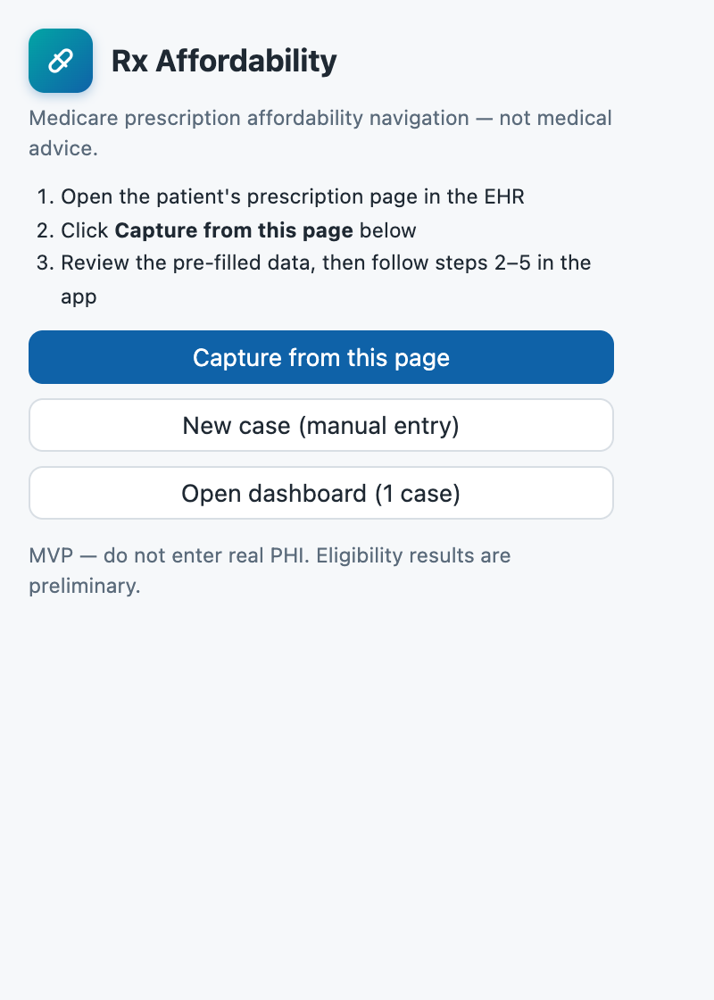 Rx Affordability
Medicare prescription affordability navigation — not medical
advice.
1. Open the patient's prescription page in the EHR
2. Click Capture from this page below
3. Review the pre-filled data, then follow steps 2–5 in the
app
Capture from this page
New case (manual entry)
Open dashboard (1 case)
MVP — do not enter real PHI. Eligibility results are
preliminary.